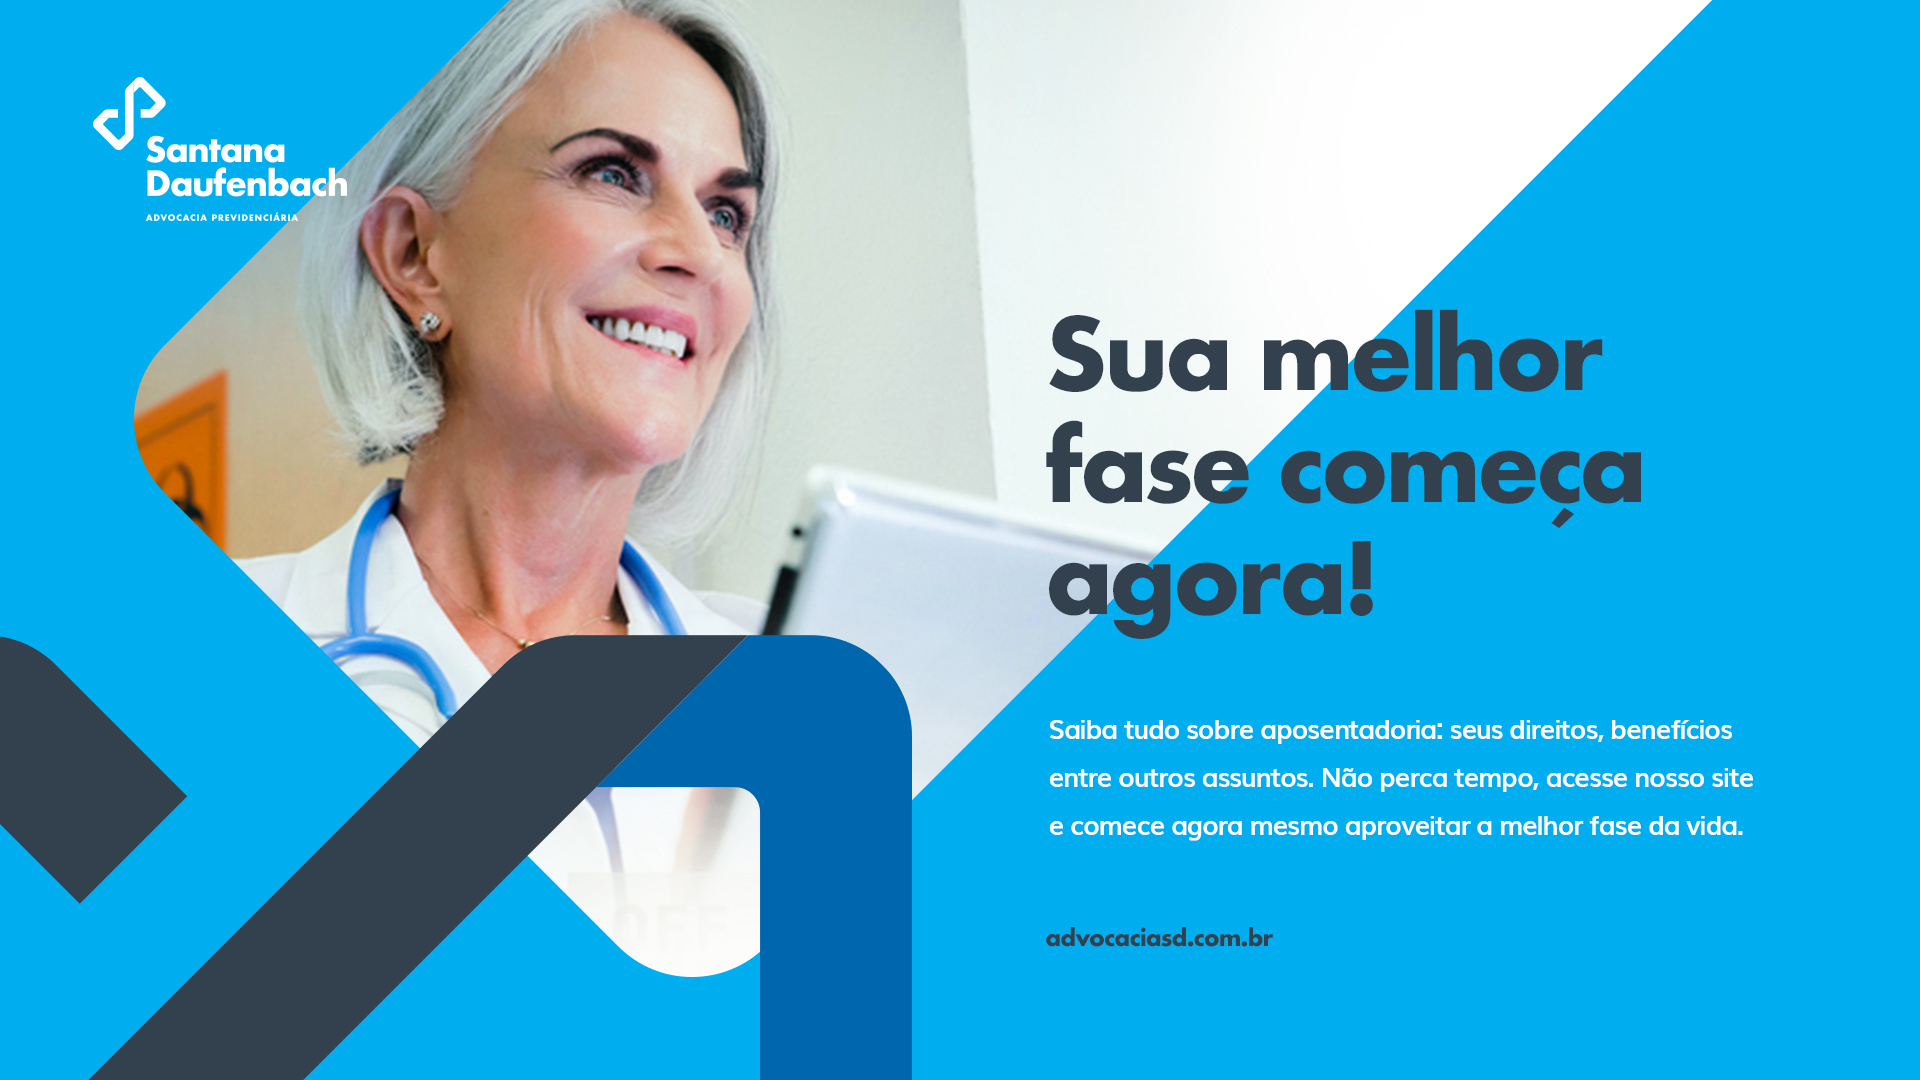 Santana
Daufenbach
ADVOCACIA PREVIDENCIÁRIA
Sua melhor
fase começa
agora!
Saiba tudo sobre aposentadoria: seus direitos, benefícios
entre outros assuntos. Não perca tempo, acesse nosso site
e comece agora mesmo aproveitar a melhor fase da vida.
advocaciasd.com.br
OFF